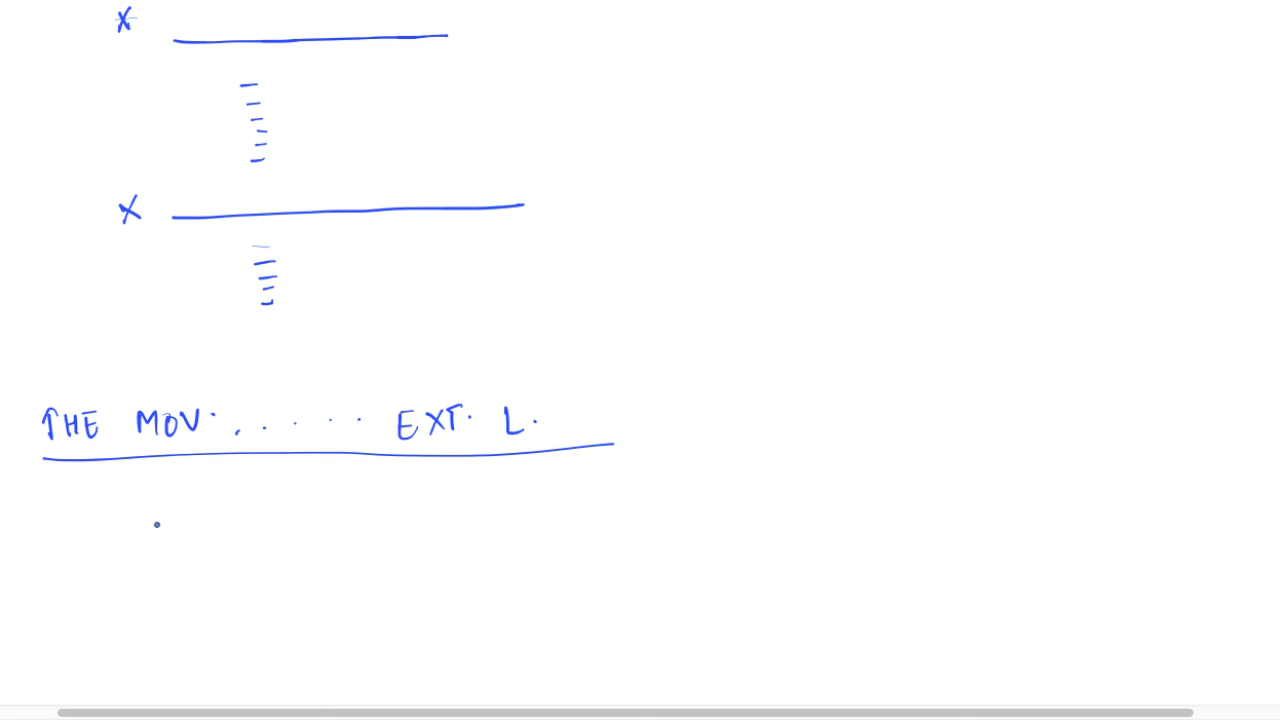 X
X
THE MOV. . . . . . EXT. L.